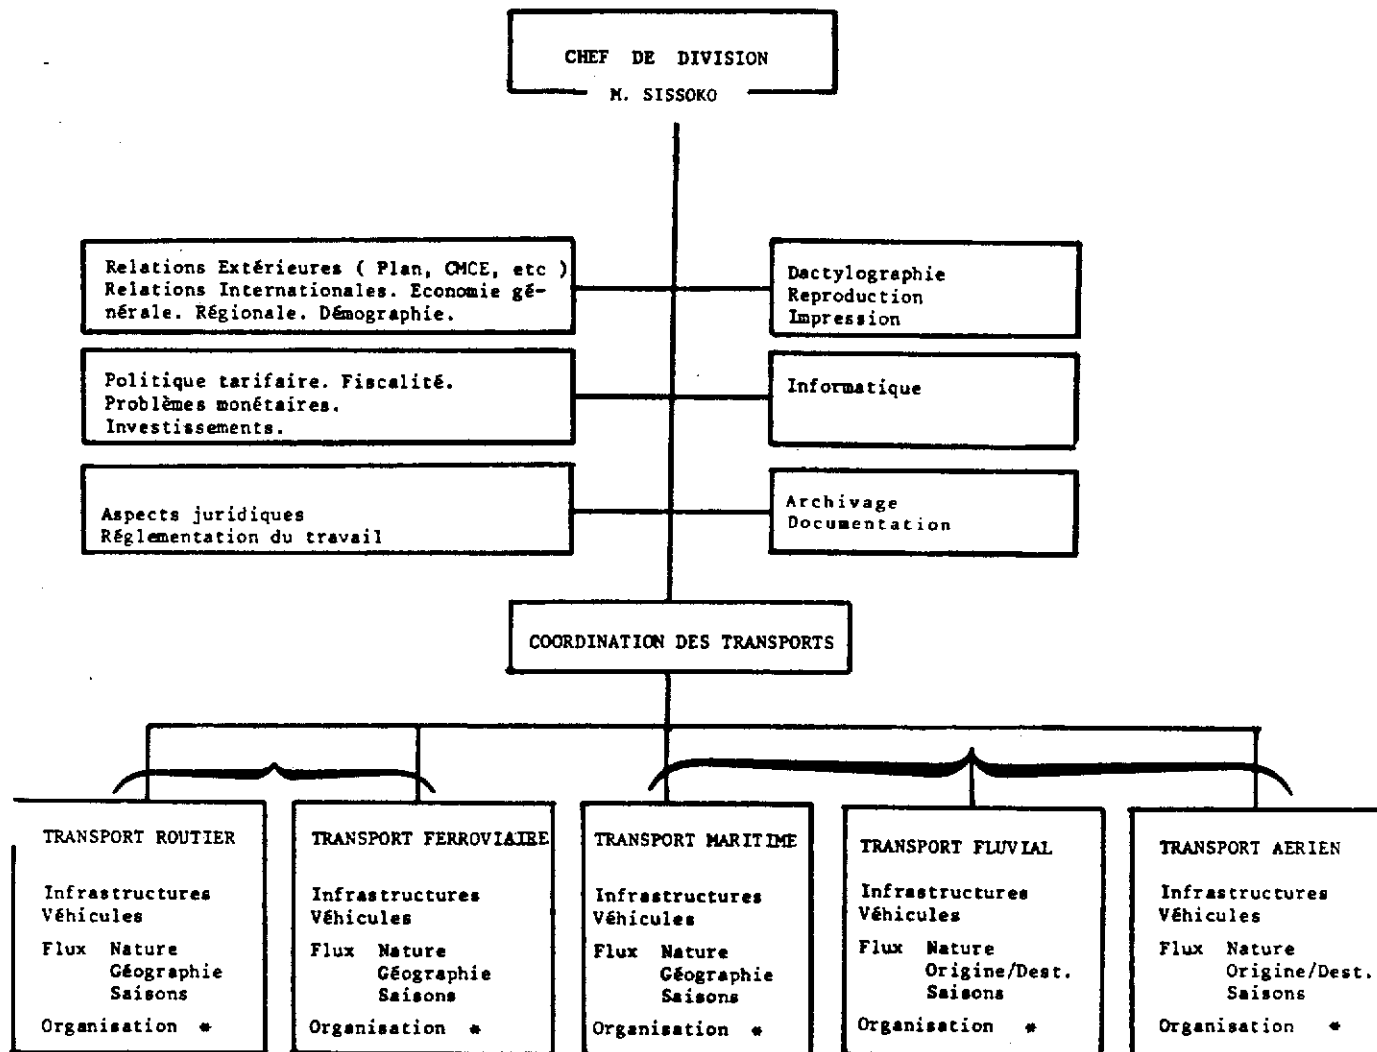 CHEF DE DIVISION
M. SISSOKO
Relations Extérieures ( Plan, CMCE, etc )
Relations Internationales. Economie gé-
nérale. Régionale. Démographie.
Dactylographie
Reproduction
Impression
Politique tarifaire. Fiscalité.
Problèmes monétaires.
Investissements.
Informatique
Aspects juridiques
Réglementation du travail
Archivage
Documentation
COORDINATION DES TRANSPORTS
TRANSPORT ROUTIER
Infrastructures
Véhicules
Flux Nature
Géographie
Saisons
Organisation *
TRANSPORT FERROVIAIRE
Infrastructures
Véhicules
Flux Nature
Géographie
Saisons
Organisation *
TRANSPORT MARITIME
Infrastructures
Véhicules
Flux Nature
Géographie
Saisons
Organisation *
TRANSPORT FLUVIAL
Infrastructures
Véhicules
Flux Nature
Origine/Dest.
Saisons
Organisation *
TRANSPORT AERIEN
Infrastructures
Véhicules
Flux Nature
Origine/Dest.
Saisons
Organisation *